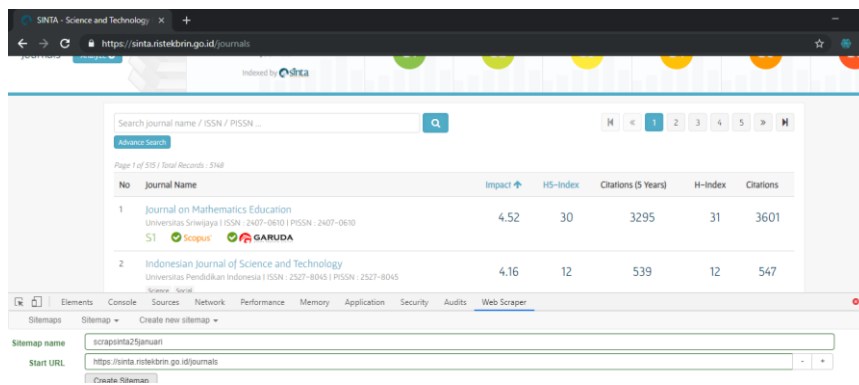 SINTA - Science and Technology × +
https://sinta.ristekbrin.go.id/journals
Indexed by Sinta
Search journal name / ISSN / PISSN ...
« 1 2 3 4 5 »
Advance Search
Page 1 of 515 | Total Records : 5148
No Journal Name Impact H5-Index Citations (5 Years) H-Index Citations
1 Journal on Mathematics Education 4.52 30 3295 31 3601
Universitas Sriwijaya | ISSN : 2407-0610 | PISSN : 2407-0610
S1 Scopus GARUDA
2 Indonesian Journal of Science and Technology 4.16 12 539 12 547
Universitas Pendidikan Indonesia | ISSN : 2527-8045 | PISSN : 2527-8045
Science Social
Elements Console Sources Network Performance Memory Application Security Audits Web Scraper
Sitemaps Sitemap Create new sitemap
Sitemap name scrapsinta25januari
Start URL https://sinta.ristekbrin.go.id/journals - +
Create Sitemap